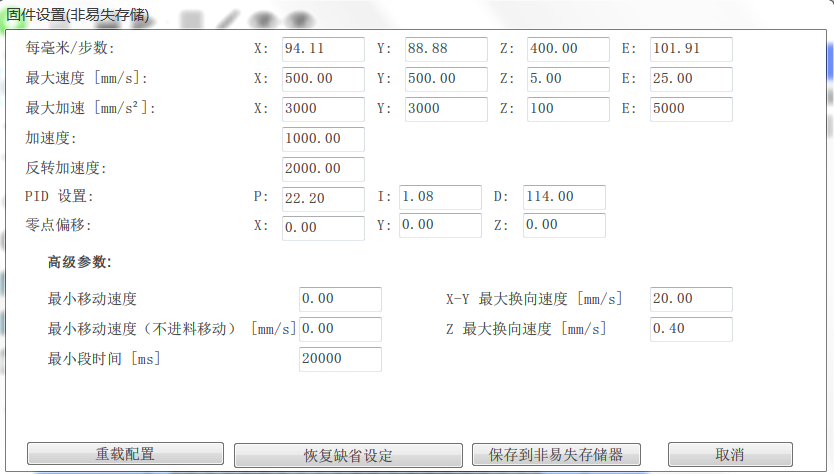 固件设置(非易失存储)
每毫米/步数: X: 94.11 Y: 88.88 Z: 400.00 E: 101.91
最大速度 [mm/s]: X: 500.00 Y: 500.00 Z: 5.00 E: 25.00
最大加速 [mm/s²]: X: 3000 Y: 3000 Z: 100 E: 5000
加速度: 1000.00
反转加速度: 2000.00
PID 设置: P: 22.20 I: 1.08 D: 114.00
零点偏移: X: 0.00 Y: 0.00 Z: 0.00
高级参数:
最小移动速度 0.00 X-Y 最大换向速度 [mm/s] 20.00
最小移动速度（不进料移动） [mm/s] 0.00 Z 最大换向速度 [mm/s] 0.40
最小段时间 [ms] 20000
重载配置 恢复缺省设定 保存到非易失存储器 取消